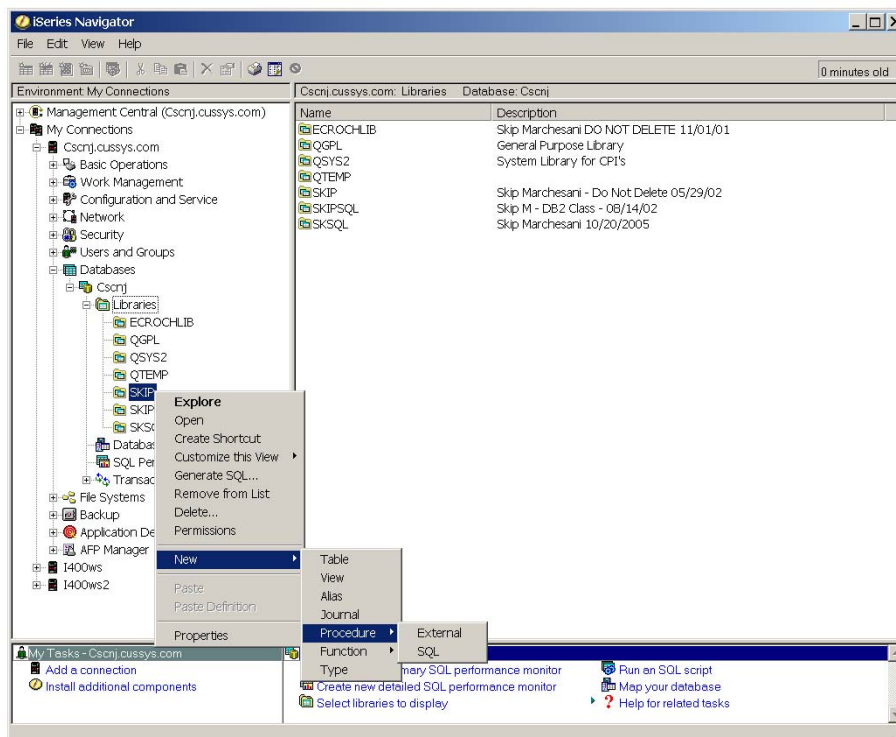 iSeries Navigator
File Edit View Help
0 minutes old
Environment: My Connections
Cscnj.cussys.com: Libraries Database: Cscnj
Management Central (Cscnj.cussys.com)
My Connections
Cscnj.cussys.com
Basic Operations
Work Management
Configuration and Service
Network
Security
Users and Groups
Databases
Cscnj
Libraries
ECROCHLIB
QGPL
QSYS2
QTEMP
SKIP
SKIP
SKSQ
Databas
SQL Per
Transac
File Systems
Backup
Application De
AFP Manager
I400ws
I400ws2
Name Description
ECROCHLIB Skip Marchesani DO NOT DELETE 11/01/01
QGPL General Purpose Library
QSYS2 System Library for CPI's
QTEMP
SKIP Skip Marchesani - Do Not Delete 05/29/02
SKIPSQL Skip M - DB2 Class - 08/14/02
SKSQL Skip Marchesani 10/20/2005
Explore
Open
Create Shortcut
Customize this View
Generate SQL...
Remove from List
Delete...
Permissions
New
Paste
Paste Definition
Properties
Table
View
Alias
Journal
Procedure
Function
Type
External
SQL
My Tasks - Cscnj.cussys.com
Add a connection
Install additional components
mary SQL performance monitor
Create new detailed SQL performance monitor
Select libraries to display
Run an SQL script
Map your database
Help for related tasks